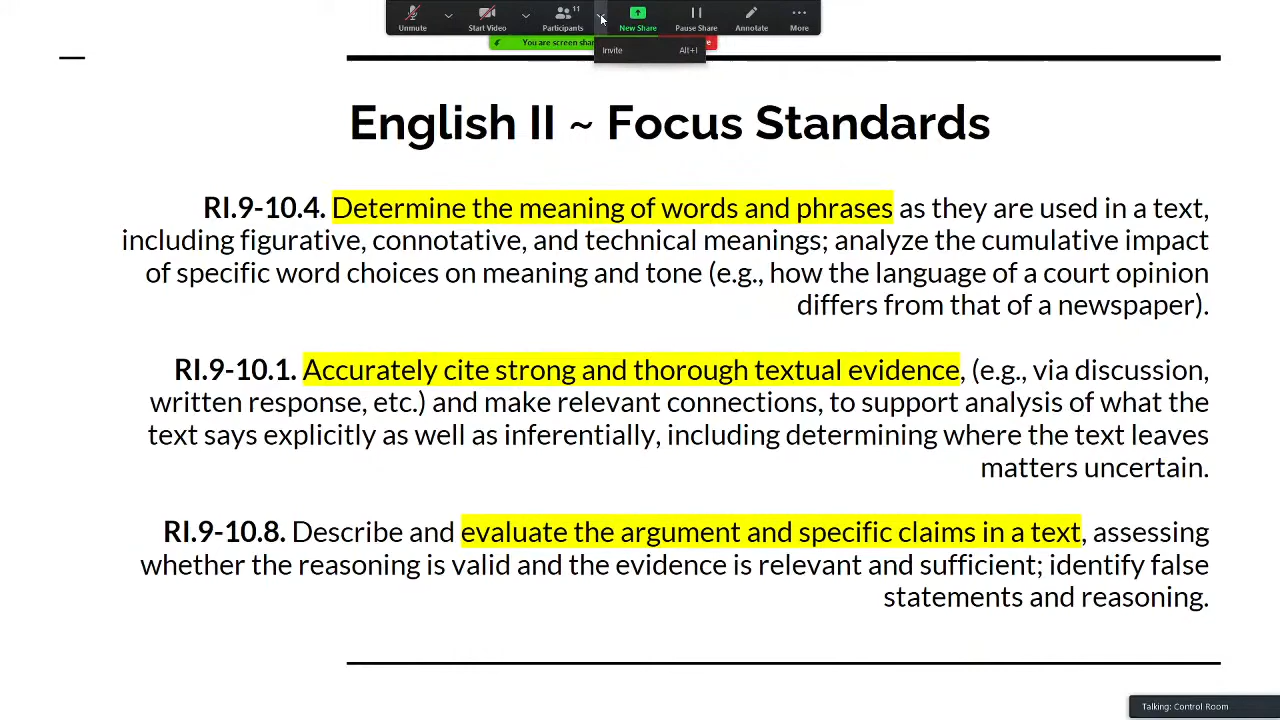 11
Unmute
Start Video
Participants
New Share
Pause Share
Annotate
More
You are screen shar
Invite Alt+I
English II ~ Focus Standards
RI.9-10.4. Determine the meaning of words and phrases as they are used in a text,
including figurative, connotative, and technical meanings; analyze the cumulative impact
of specific word choices on meaning and tone (e.g., how the language of a court opinion
differs from that of a newspaper).
RI.9-10.1. Accurately cite strong and thorough textual evidence, (e.g., via discussion,
written response, etc.) and make relevant connections, to support analysis of what the
text says explicitly as well as inferentially, including determining where the text leaves
matters uncertain.
RI.9-10.8. Describe and evaluate the argument and specific claims in a text, assessing
whether the reasoning is valid and the evidence is relevant and sufficient; identify false
statements and reasoning.
Talking: Control Room